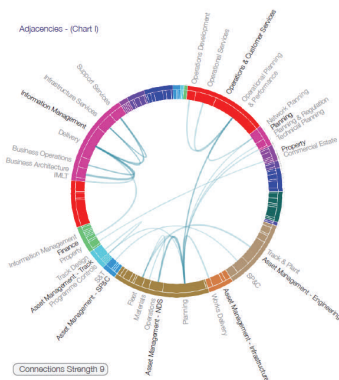 Adjacencies - (Chart I)
Operations Development
Operational Services
Operations & Customer Services
Operational Planning
& Performance
Network Planning
Planning
Planning & Regulation
Technical Planning
Property
Commercial Estate
Track & Plant
Asset Management - Engineering
SP&C
Asset Management - Infrastructure
Works Delivery
Planning
Asset Management - NDS
Operations
Materials
Fleet
S&T
Asset Management - SP&C
Programme Controls
Asset Management - Track
Track Design
Property
Finance
Information Management
IMLT
Business Architecture
Business Operations
Delivery
Information Management
Infrastructure Services
Support Services
Connections Strength 9